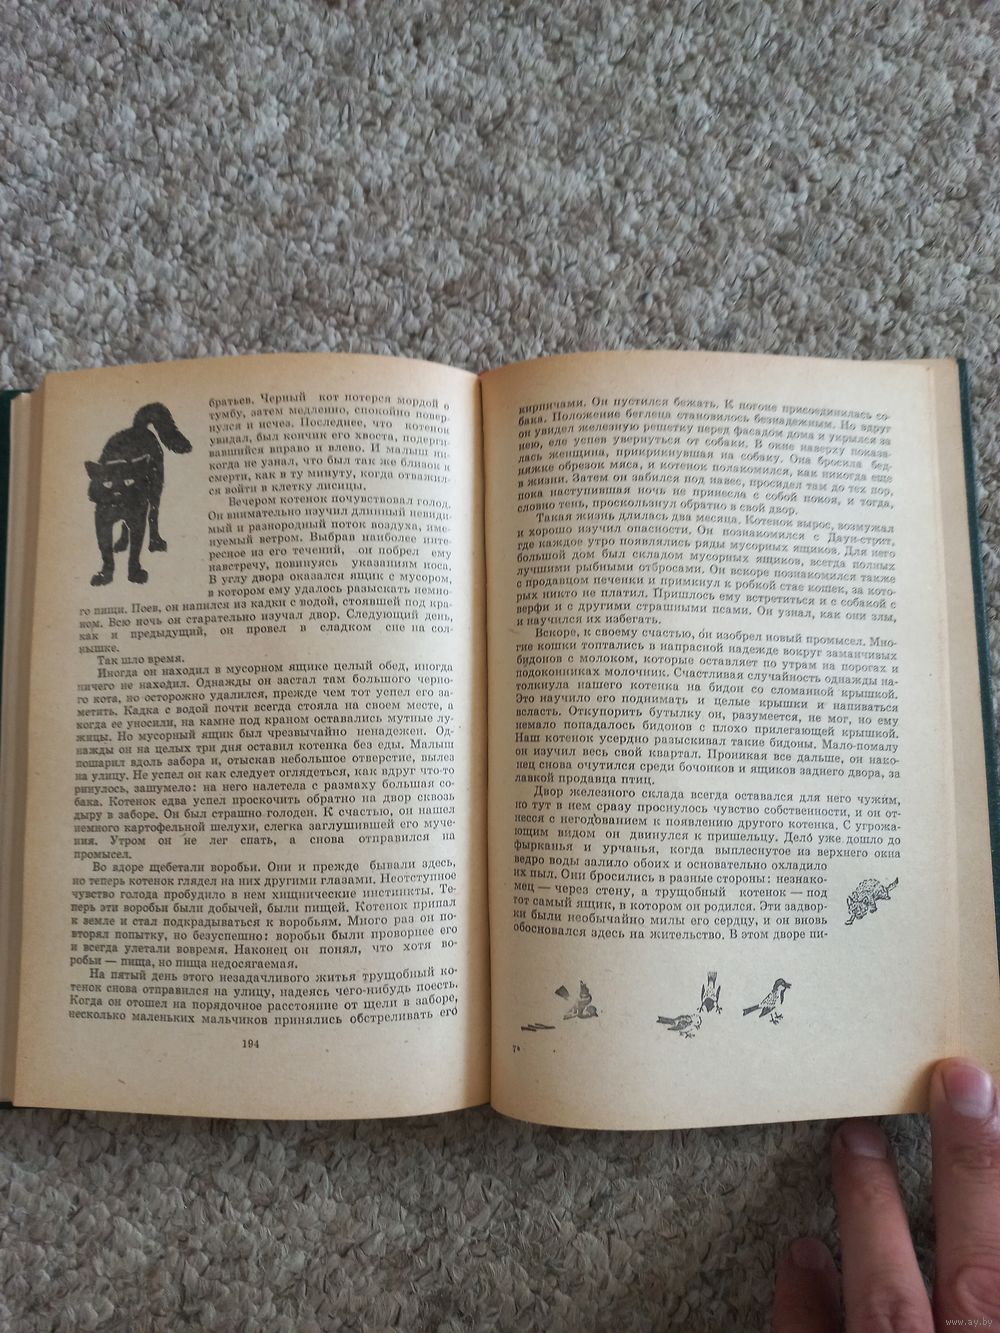 братьев. Черный кот потерся мордой о
тумбу, затем медленно, спокойно повер-
нулся и исчез. Последнее, что котенок
увидал, был кончик его хвоста, подерги-
вавшийся вправо и влево. И малыш ни-
когда не узнал, что был так же близок к
смерти, как в ту минуту, когда отважил-
ся войти в клетку лисицы.
Вечером котенок почувствовал голод.
Он внимательно изучил длинный невиди-
мый и разнородный поток воздуха, име-
нуемый ветром. Выбрав наиболее инте-
ресное из его течений, он побрел ему
навстречу, повинуясь указаниям носа.
В углу двора оказался ящик с мусором,
в котором ему удалось разыскать немно-
го пищи. Поев, он напился из кадки с водой, стоявшей под кра-
ном. Всю ночь он старательно изучал двор. Следующий день,
как и предыдущий, он провел в сладком сне на сол-
нышке.
Так шло время.
Иногда он находил в мусорном ящике целый обед, иногда
ничего не находил. Однажды он застал там большого черно-
го кота, но осторожно удалился, прежде чем тот успел его за-
метить. Кадка с водой почти всегда стояла на своем месте, а
когда ее уносили, на камне под краном оставались мутные лу-
жицы. Но мусорный ящик был чрезвычайно ненадежен. Од-
нажды он на целых три дня оставил котенка без еды. Малыш
пошарил вдоль забора и, отыскав небольшое отверстие, вылез
на улицу. Не успел он как следует оглядеться, как вдруг что-то
ринулось, зашумело: на него налетела с размаху большая со-
бака. Котенок едва успел проскочить обратно на двор сквозь
дыру в заборе. Он был страшно голоден. К счастью, он нашел
немного картофельной шелухи, слегка заглушившей его муче-
ния. Утром он не лег спать, а снова отправился на
промысел.
Во дворе щебетали воробьи. Они и прежде бывали здесь,
но теперь котенок глядел на них другими глазами. Неотступное
чувство голода пробудило в нем хищнические инстинкты. Те-
перь эти воробьи были добычей, были пищей. Котенок припал
к земле и стал подкрадываться к воробьям. Много раз он по-
вторял попытку, но безуспешно: воробьи были проворнее его
и всегда улетали вовремя. Наконец он понял, что хотя во-
робьи — пища, но пища недосягаемая.
На пятый день этого незадачливого житья трущобный ко-
тенок снова отправился на улицу, надеясь чего-нибудь поесть.
Когда он отошел на порядочное расстояние от щели в заборе,
несколько маленьких мальчиков принялись обстреливать его
194
кирпичами. Он пустился бежать. К погоне присоединилась со-
бака. Положение беглеца становилось безнадежным. Но вдруг
он увидел железную решетку перед фасадом дома и укрылся за
нею, еле успев увернуться от собаки. В окне наверху показа-
лась женщина, прикрикнувшая на собаку. Она бросила бед-
няжке обрезок мяса, и котенок полакомился, как никогда еще
в жизни. Затем он забился под навес, просидел там до тех пор,
пока наступившая ночь не принесла с собой покоя, и тогда,
словно тень, проскользнул обратно в свой двор.
Такая жизнь длилась два месяца. Котенок вырос, возмужал
и хорошо изучил опасности. Он познакомился с Даун-стрит,
где каждое утро появлялись ряды мусорных ящиков. Для него
большой дом был складом мусорных ящиков, всегда полных
лучшими рыбными отбросами. Он вскоре познакомился также
с продавцом печенки и примкнул к робкой стае кошек, за кото-
рых никто не платил. Пришлось ему встретиться и с собакой с
верфи и с другими страшными псами. Он узнал, как они злы,
и научился их избегать.
Вскоре, к своему счастью, он изобрел новый промысел. Мно-
гие кошки топтались в напрасной надежде вокруг заманчивых
бидонов с молоком, которые оставляет по утрам на порогах и
подоконниках молочник. Счастливая случайность однажды на-
толкнула нашего котенка на бидон со сломанной крышкой.
Это научило его поднимать и целые крышки и напиваться
всласть. Откупорить бутылку он, разумеется, не мог, но ему
немало попадалось бидонов с плохо прилегающей крышкой.
Наш котенок усердно разыскивал такие бидоны. Мало-помалу
он изучил весь свой квартал. Проникая все дальше, он нако-
нец снова очутился среди бочонков и ящиков заднего двора, за
лавкой продавца птиц.
Двор железного склада всегда оставался для него чужим,
но тут в нем сразу проснулось чувство собственности, и он от-
несся с негодованием к появлению другого котенка. С угрожа-
ющим видом он двинулся к пришельцу. Дело уже дошло до
фырканья и урчанья, когда выплеснутое из верхнего окна
ведро воды залило обоих и основательно охладило
их пыл. Они бросились в разные стороны: незнако-
мец — через стену, а трущобный котенок — под
тот самый ящик, в котором он родился. Эти задвор-
ки были необычайно милы его сердцу, и он вновь
обосновался здесь на жительство. В этом дворе пи-
7*
www.ay.by